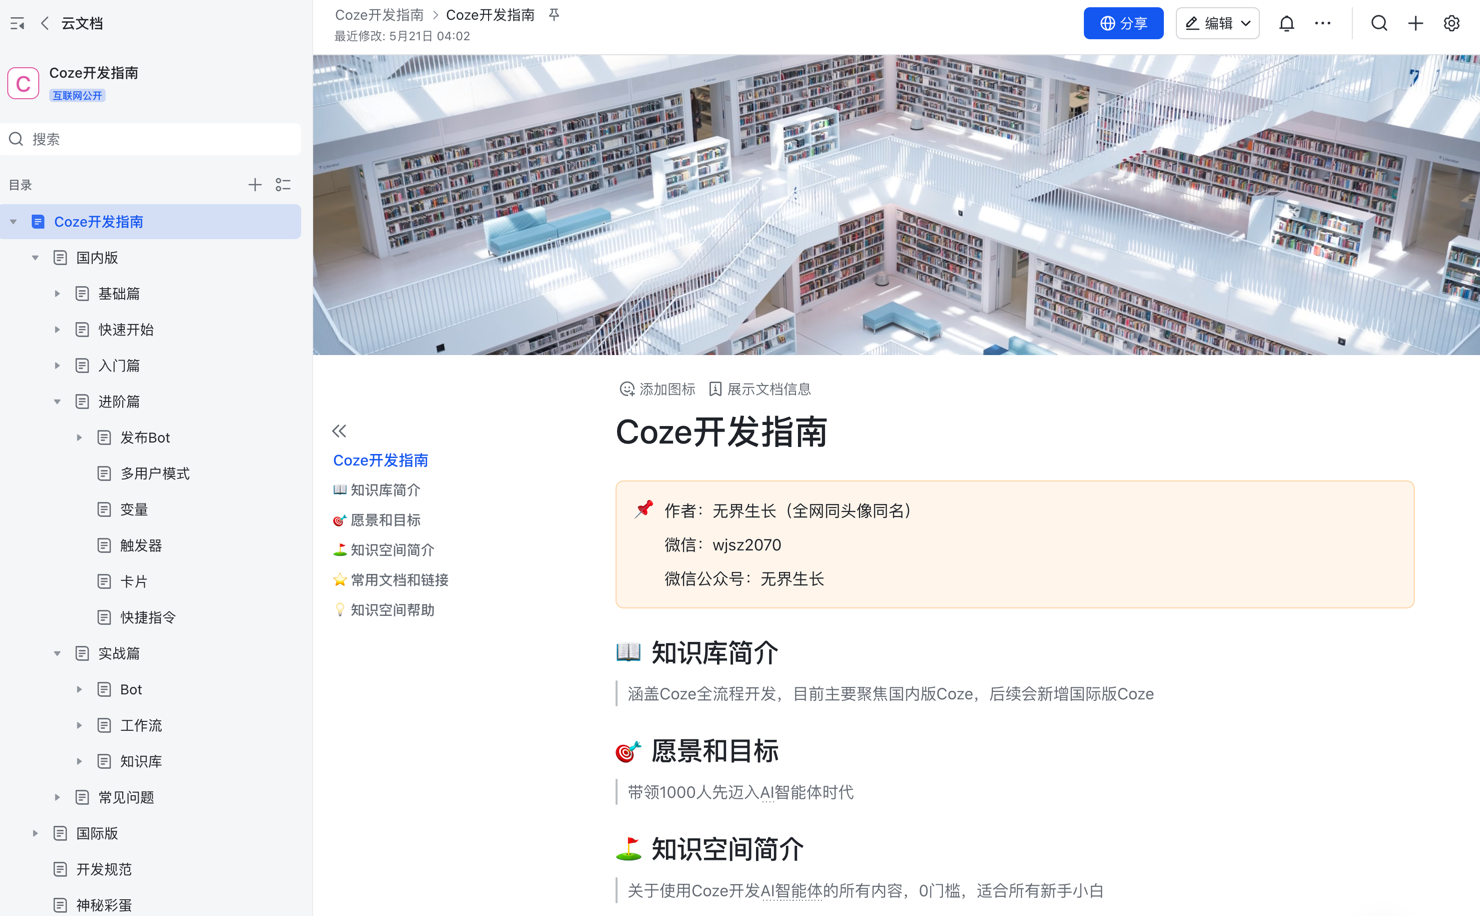 云文档
Coze开发指南
互联网公开
搜索
目录
Coze开发指南
国内版
基础篇
快速开始
入门篇
进阶篇
发布Bot
多用户模式
变量
触发器
卡片
快捷指令
实战篇
Bot
工作流
知识库
常见问题
国际版
开发规范
神秘彩蛋
Coze开发指南 > Coze开发指南
最近修改: 5月21日 04:02
分享
编辑
Coze开发指南
知识库简介
愿景和目标
知识空间简介
常用文档和链接
知识空间帮助
添加图标 展示文档信息
Coze开发指南
作者：无界生长（全网同头像同名）
微信：wjsz2070
微信公众号：无界生长
知识库简介
涵盖Coze全流程开发，目前主要聚焦国内版Coze，后续会新增国际版Coze
愿景和目标
带领1000人先迈入AI智能体时代
知识空间简介
关于使用Coze开发AI智能体的所有内容，0门槛，适合所有新手小白